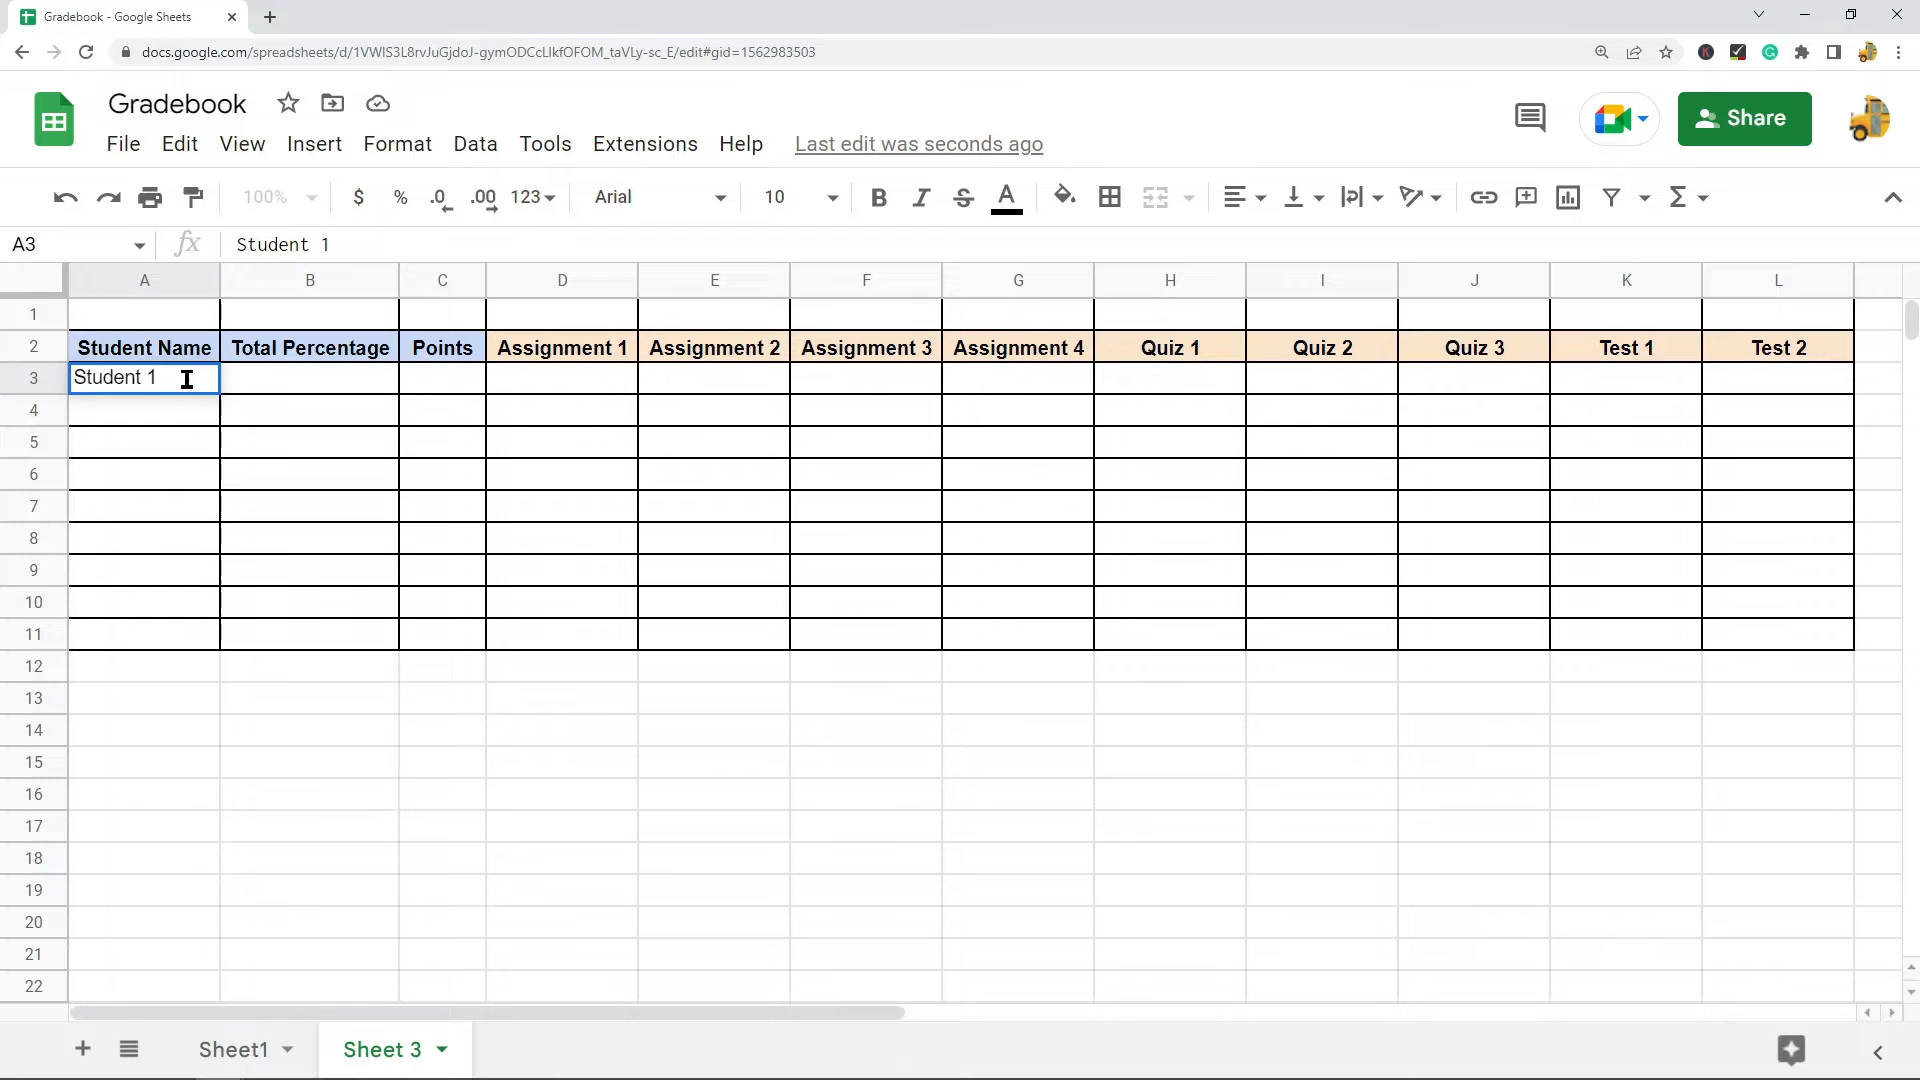 Gradebook - Google Sheets
docs.google.com/spreadsheets/d/1VWIS3L8rvJuGjdoJ-gymODCcLIkfOFOM_taVLy-sc_E/edit#gid=1562983503
Gradebook
File Edit View Insert Format Data Tools Extensions Help Last edit was seconds ago
Share
100% $ % .0 .00 123 Arial 10 B I S A
A3 fx Student 1
A B C D E F G H I J K L
1
2 Student Name Total Percentage Points Assignment 1 Assignment 2 Assignment 3 Assignment 4 Quiz 1 Quiz 2 Quiz 3 Test 1 Test 2
3 Student 1
4
5
6
7
8
9
10
11
12
13
14
15
16
17
18
19
20
21
22
Sheet1 Sheet 3